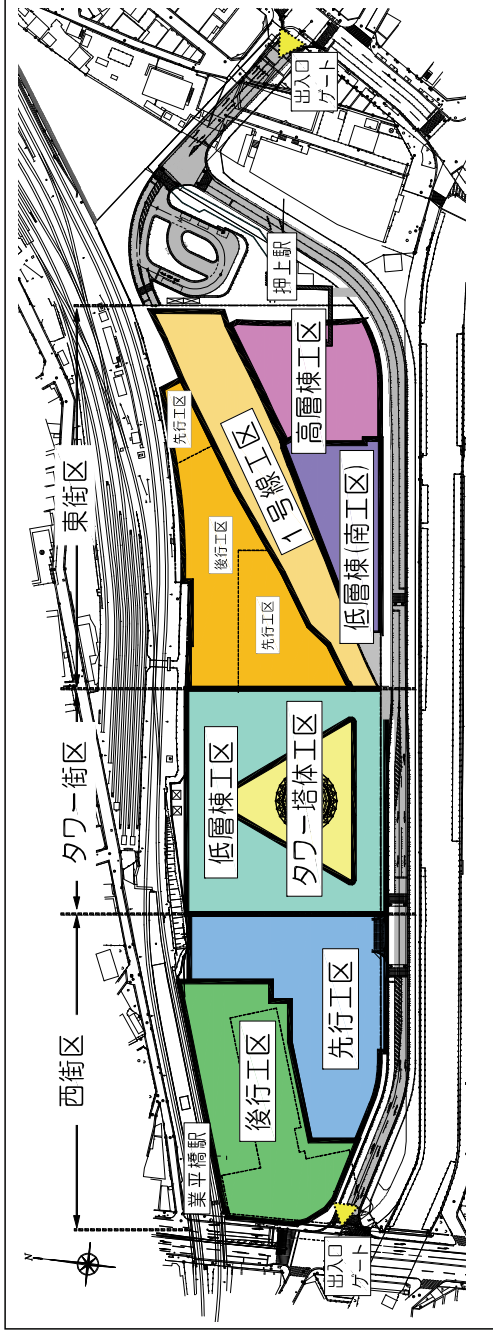 西街区
タワー街区
東街区
N
業平橋駅
後行工区
先行工区
出入口
ゲート
低層棟工区
タワー塔体工区
先行工区
後行工区
先行工区
1号線工区
低層棟(南工区)
高層棟工区
押上駅
出入口
ゲート